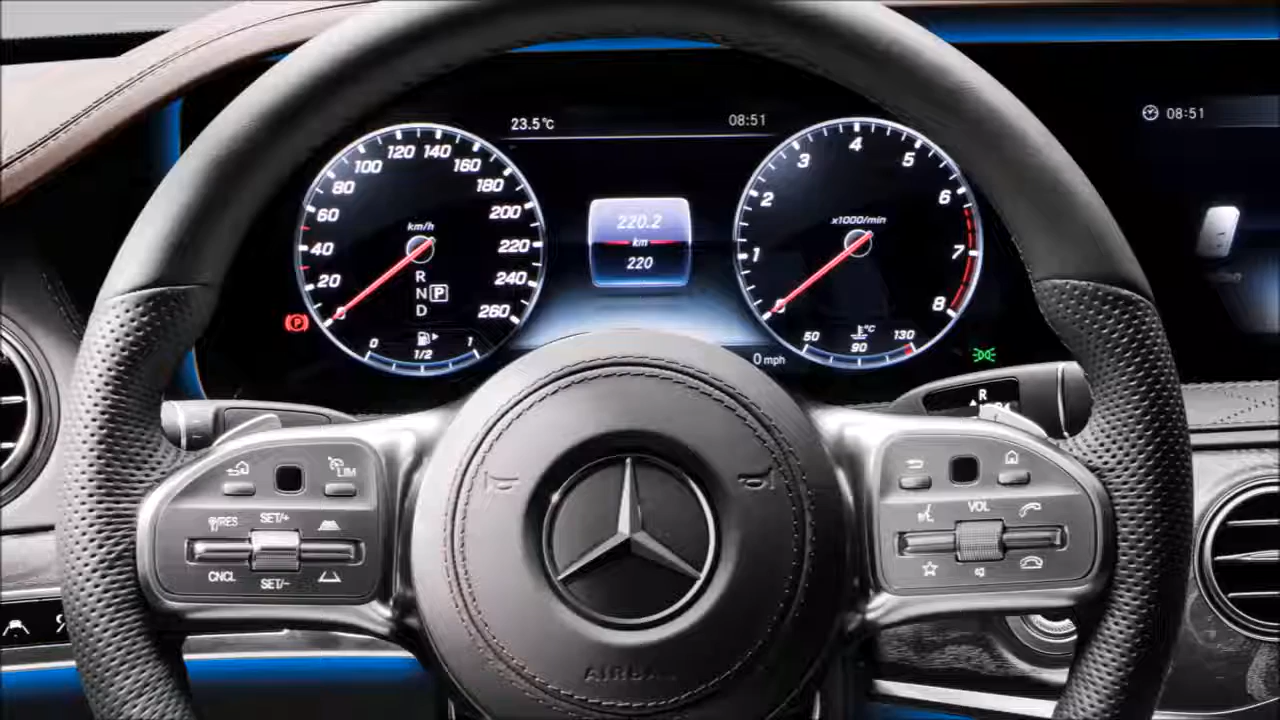 23.5°C
08:51
08:51
20
40
60
80
100
120
140
160
180
200
220
240
260
km/h
R
N P
D
0
1/2
1
(P)
220.2
km
220
1
2
3
4
5
6
7
8
x1000/min
50
°C
90
130
0 mph
R
LIM
/RES
SET/+
CNCL
SET/-
VOL